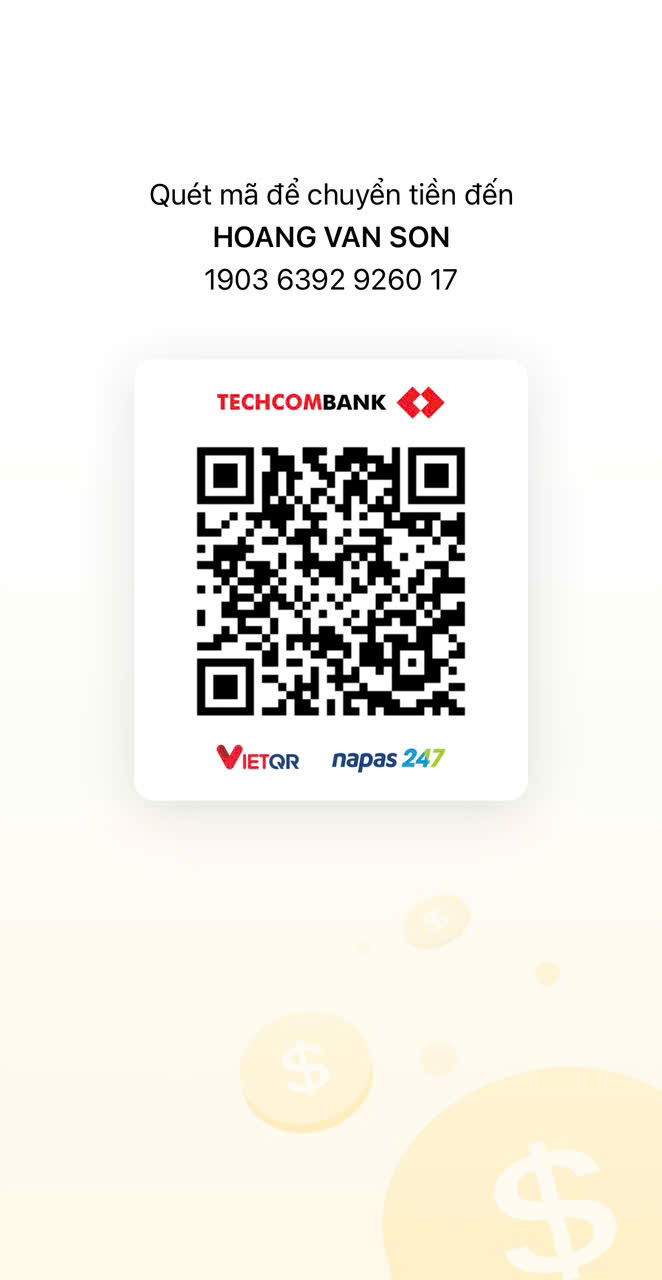 Quét mã để chuyển tiền đến
HOANG VAN SON
1903 6392 9260 17
TECHCOMBANK
VIETQR
napas 247
$
$
$